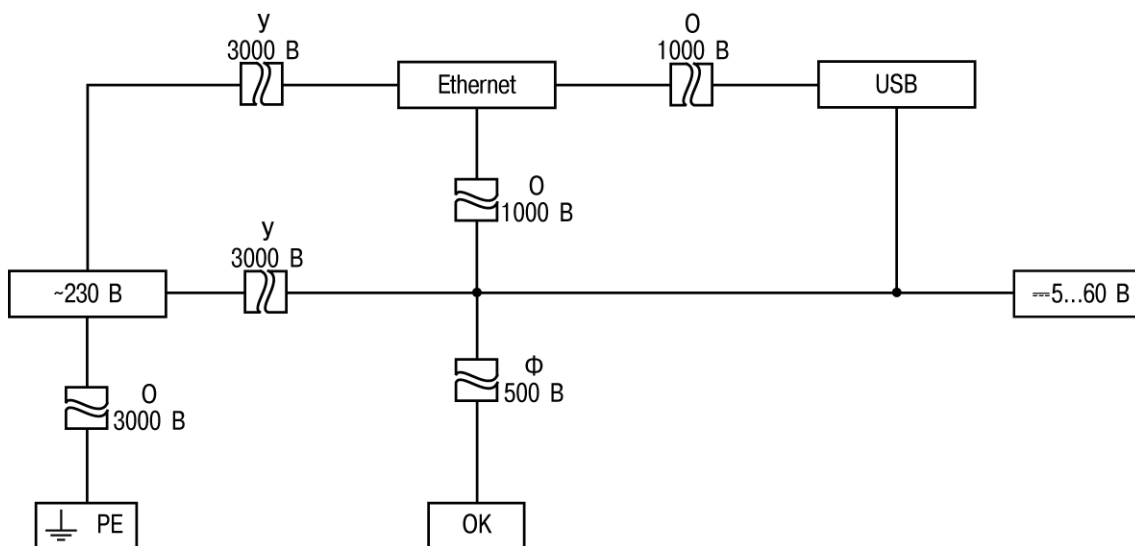 У
3000 В
О
1000 В
Ethernet
USB
О
1000 В
У
3000 В
~230 В
⎓5...60 В
О
3000 В
Ф
500 В
PE
ОК